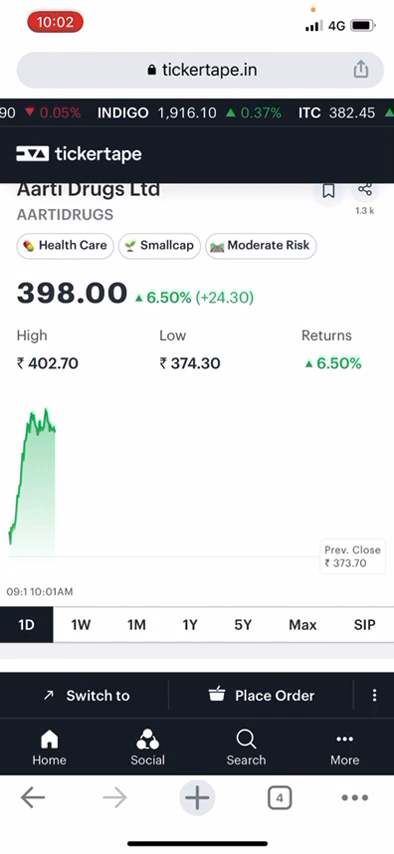 10:02
4G
tickertape.in
90 ▼ 0.05% INDIGO 1,916.10 ▲ 0.37% ITC 382.45 ▲
tickertape
Aarti Drugs Ltd
AARTIDRUGS
1.3 k
Health Care Smallcap Moderate Risk
398.00 ▲ 6.50% (+24.30)
High Low Returns
₹ 402.70 ₹ 374.30 ▲ 6.50%
Prev. Close
₹ 373.70
09:1 10:01AM
1D 1W 1M 1Y 5Y Max SIP
Switch to Place Order
Home Social Search More
4